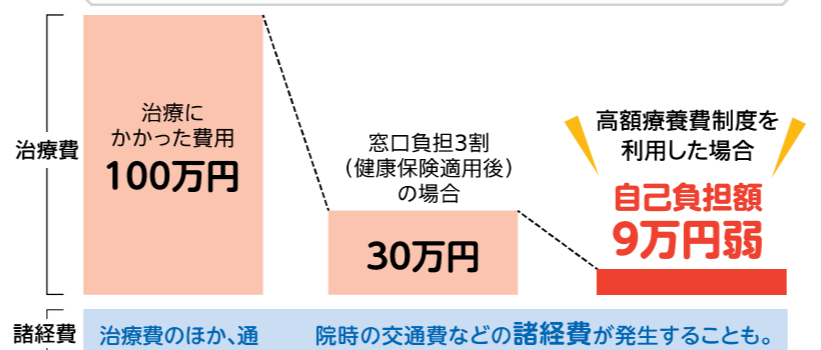 治療費
治療に
かかった費用
100万円
窓口負担3割
（健康保険適用後）
の場合
30万円
高額療養費制度を
利用した場合
自己負担額
9万円弱
諸経費
治療費のほか、通院時の交通費などの諸経費が発生することも。